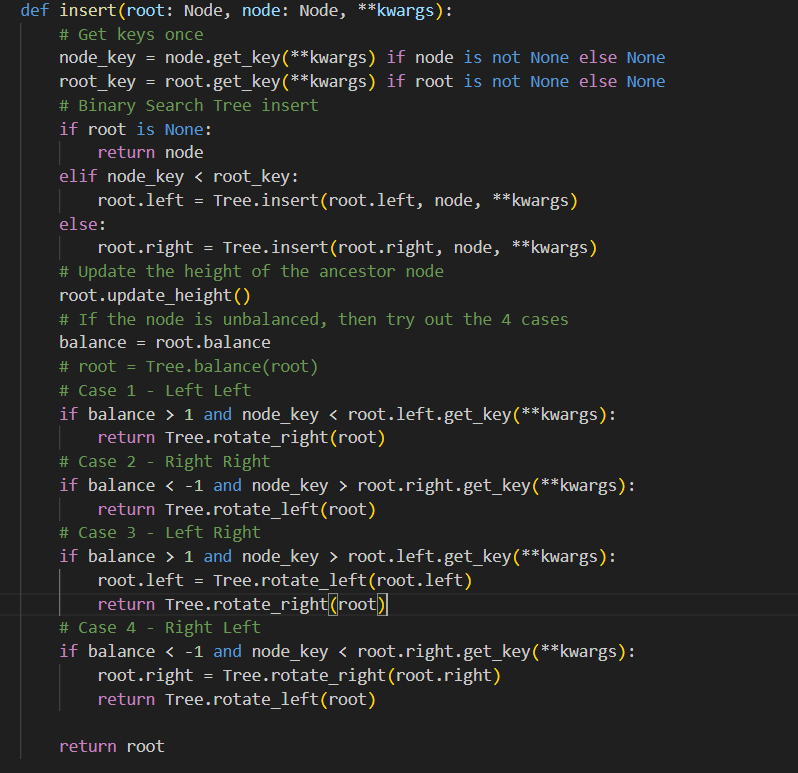 def insert(root: Node, node: Node, **kwargs):
    # Get keys once
    node_key = node.get_key(**kwargs) if node is not None else None
    root_key = root.get_key(**kwargs) if root is not None else None
    # Binary Search Tree insert
    if root is None:
        return node
    elif node_key < root_key:
        root.left = Tree.insert(root.left, node, **kwargs)
    else:
        root.right = Tree.insert(root.right, node, **kwargs)
    # Update the height of the ancestor node
    root.update_height()
    # If the node is unbalanced, then try out the 4 cases
    balance = root.balance
    # root = Tree.balance(root)
    # Case 1 - Left Left
    if balance > 1 and node_key < root.left.get_key(**kwargs):
        return Tree.rotate_right(root)
    # Case 2 - Right Right
    if balance < -1 and node_key > root.right.get_key(**kwargs):
        return Tree.rotate_left(root)
    # Case 3 - Left Right
    if balance > 1 and node_key > root.left.get_key(**kwargs):
        root.left = Tree.rotate_left(root.left)
        return Tree.rotate_right(root)
    # Case 4 - Right Left
    if balance < -1 and node_key < root.right.get_key(**kwargs):
        root.right = Tree.rotate_right(root.right)
        return Tree.rotate_left(root)
    return root